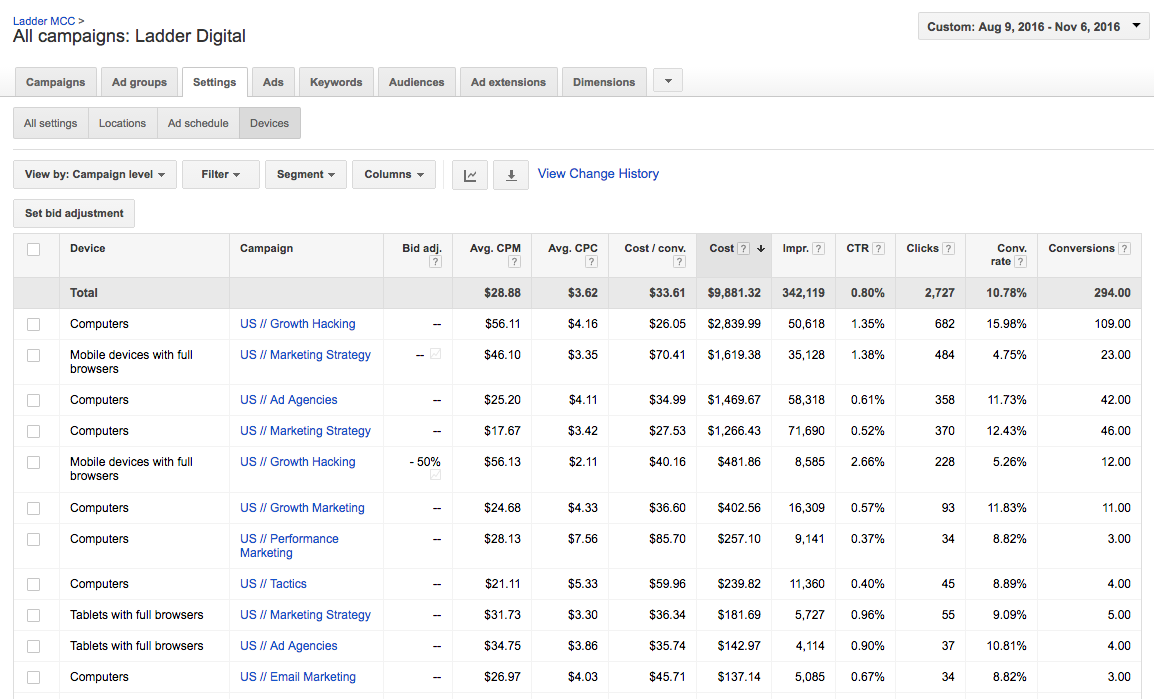 Ladder MCC >
All campaigns: Ladder Digital
Custom: Aug 9, 2016 - Nov 6, 2016
Campaigns Ad groups Settings Ads Keywords Audiences Ad extensions Dimensions
All settings Locations Ad schedule Devices
View by: Campaign level Filter Segment Columns View Change History
Set bid adjustment
Device Campaign Bid adj. ? Avg. CPM ? Avg. CPC ? Cost / conv. ? Cost ? Impr. ? CTR ? Clicks ? Conv. rate ? Conversions ?
Total $28.88 $3.62 $33.61 $9,881.32 342,119 0.80% 2,727 10.78% 294.00
Computers US // Growth Hacking -- $56.11 $4.16 $26.05 $2,839.99 50,618 1.35% 682 15.98% 109.00
Mobile devices with full US // Marketing Strategy -- $46.10 $3.35 $70.41 $1,619.38 35,128 1.38% 484 4.75% 23.00
browsers
Computers US // Ad Agencies -- $25.20 $4.11 $34.99 $1,469.67 58,318 0.61% 358 11.73% 42.00
Computers US // Marketing Strategy -- $17.67 $3.42 $27.53 $1,266.43 71,690 0.52% 370 12.43% 46.00
Mobile devices with full US // Growth Hacking - 50% $56.13 $2.11 $40.16 $481.86 8,585 2.66% 228 5.26% 12.00
browsers
Computers US // Growth Marketing -- $24.68 $4.33 $36.60 $402.56 16,309 0.57% 93 11.83% 11.00
Computers US // Performance -- $28.13 $7.56 $85.70 $257.10 9,141 0.37% 34 8.82% 3.00
Marketing
Computers US // Tactics -- $21.11 $5.33 $59.96 $239.82 11,360 0.40% 45 8.89% 4.00
Tablets with full browsers US // Marketing Strategy -- $31.73 $3.30 $36.34 $181.69 5,727 0.96% 55 9.09% 5.00
Tablets with full browsers US // Ad Agencies -- $34.75 $3.86 $35.74 $142.97 4,114 0.90% 37 10.81% 4.00
Computers US // Email Marketing -- $26.97 $4.03 $45.71 $137.14 5,085 0.67% 34 8.82% 3.00